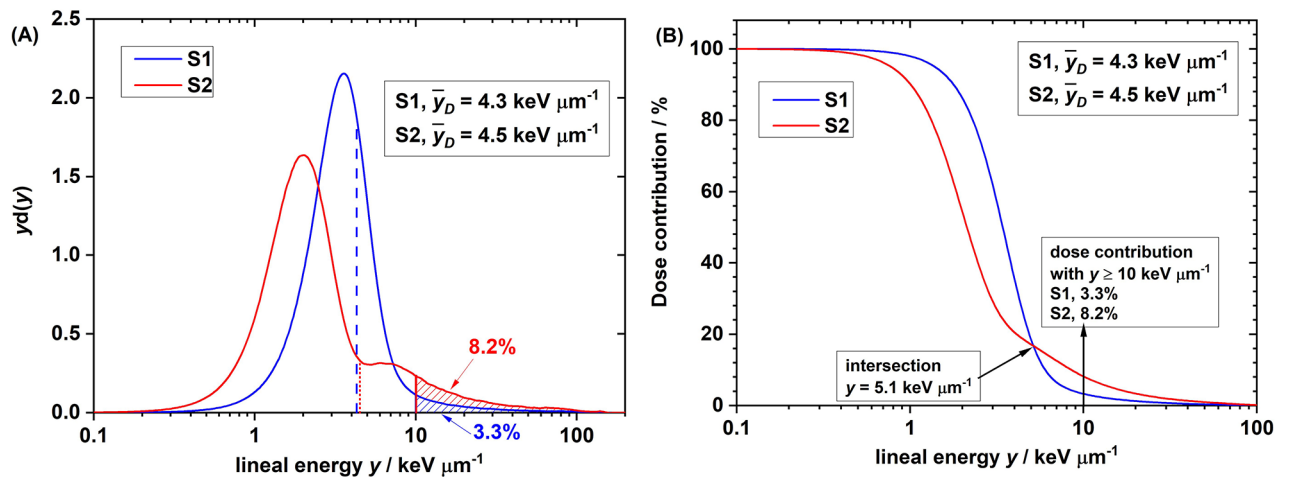 (A)
2.5
2.0
1.5
1.0
0.5
0.0
yd(y)
S1
S2
S1, y̅_D = 4.3 keV μm⁻¹
S2, y̅_D = 4.5 keV μm⁻¹
8.2%
3.3%
0.1
1
10
100
lineal energy y / keV μm⁻¹
(B)
100
80
60
40
20
0
Dose contribution / %
S1
S2
S1, y̅_D = 4.3 keV μm⁻¹
S2, y̅_D = 4.5 keV μm⁻¹
dose contribution
with y ≥ 10 keV μm⁻¹
S1, 3.3%
S2, 8.2%
intersection
y = 5.1 keV μm⁻¹
0.1
1
10
100
lineal energy y / keV μm⁻¹